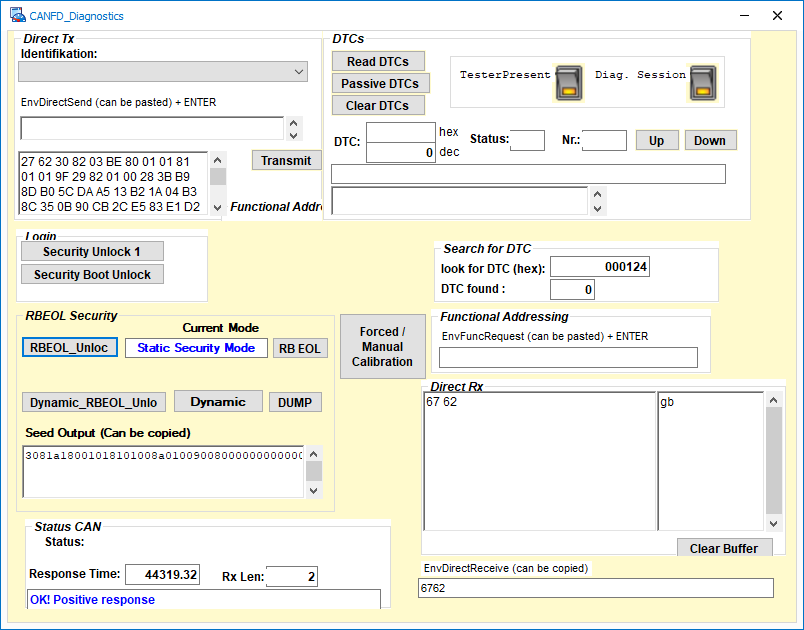 CANFD_Diagnostics
Direct Tx
Identifikation:
EnvDirectSend (can be pasted) + ENTER
27 62 30 82 03 BE 80 01 01 81
01 01 9F 29 82 01 00 28 3B B9
8D B0 5C DA A5 13 B2 1A 04 B3
8C 35 0B 90 CB 2C E5 83 E1 D2
Transmit
Functional Addr
DTCs
Read DTCs
Passive DTCs
Clear DTCs
TesterPresent
Diag. Session
DTC:
hex
0 dec
Status:
Nr.:
Up
Down
Login
Security Unlock 1
Security Boot Unlock
Search for DTC
look for DTC (hex): 000124
DTC found : 0
RBEOL Security
Current Mode
RBEOL_Unloc
Static Security Mode
RB EOL
Dynamic_RBEOL_Unlo
Dynamic
DUMP
Seed Output (Can be copied)
3081a18001018101008a01009008000000000000
Forced /
Manual
Calibration
Functional Addressing
EnvFuncRequest (can be pasted) + ENTER
Direct Rx
67 62
gb
Clear Buffer
EnvDirectReceive (can be copied)
6762
Status CAN
Status:
Response Time: 44319.32
Rx Len: 2
OK! Positive response